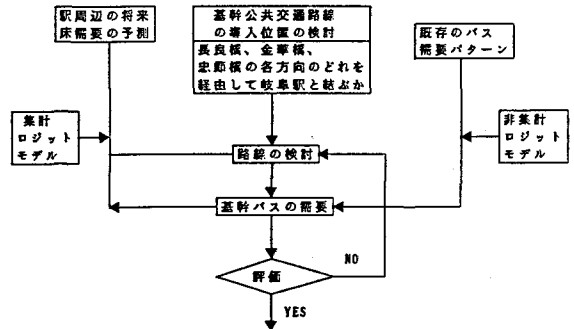 駅周辺の将来
床需要の予測
基幹公共交通路線
の導入位置の検討
長良橋、金華橋、
忠節橋の各方向のどれを
経由して岐阜駅と結ぶか
既存のバス
需要パターン
集計
ロジット
モデル
非集計
ロジット
モデル
路線の検討
基幹バスの需要
評価
NO
YES